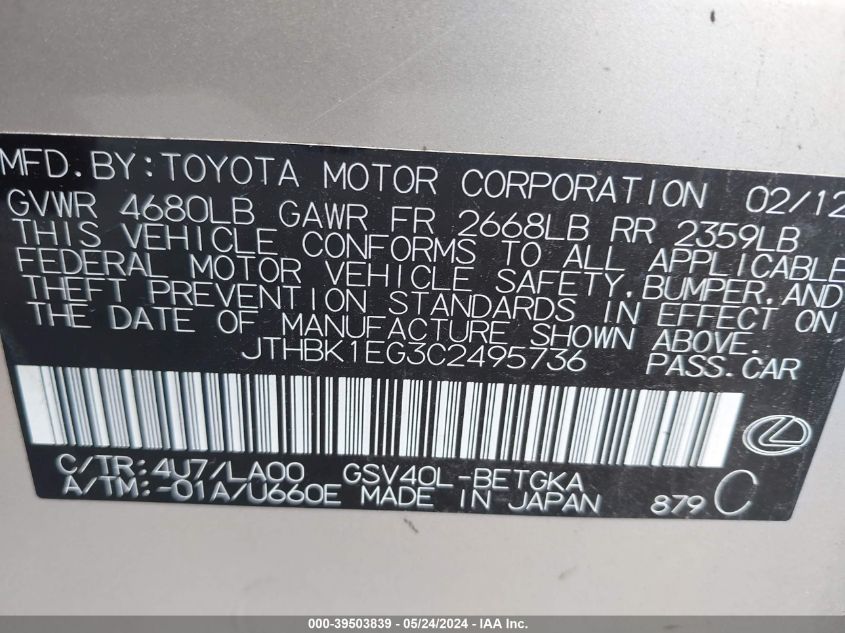 MFD. BY: TOYOTA MOTOR CORPORATION 02/12
GVWR 4680LB GAWR FR 2668LB RR 2359LB
THIS VEHICLE CONFORMS TO ALL APPLICABLE
FEDERAL MOTOR VEHICLE SAFETY, BUMPER, AND
THEFT PREVENTION STANDARDS IN EFFECT ON
THE DATE OF MANUFACTURE SHOWN ABOVE.
JTHBK1EG3C2495736 PASS. CAR
C/TR: 4U7/LA00 GSV40L-BETGKA
A/TM: -01A/U660E MADE IN JAPAN 879 C
000-39503839 - 05/24/2024 - IAA Inc.